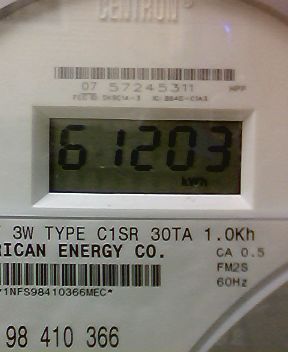 CENTRON®
07 57245311
61203
kWh
3W TYPE C1SR 30TA 1.0Kh
RICAN ENERGY CO.
CA 0.5
FM2S
60Hz
1NFS98410366MEC*
98 410 366